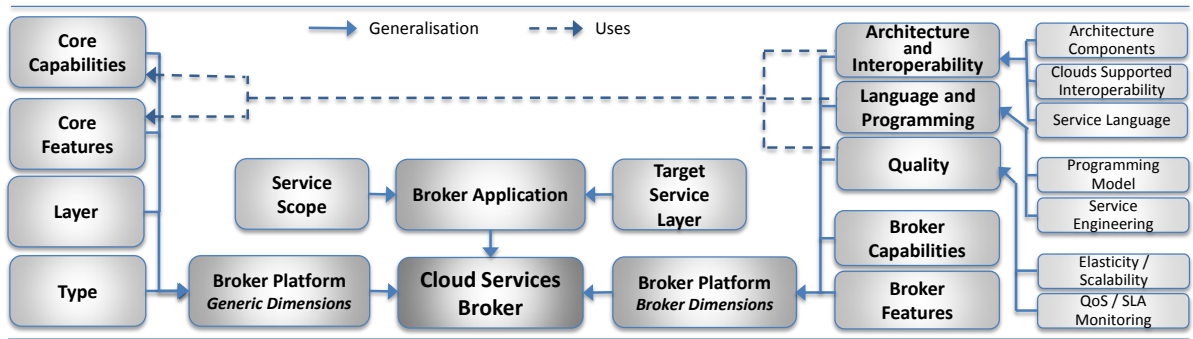 Core
Capabilities
Core
Features
Layer
Type
Generalisation
Uses
Service
Scope
Broker Application
Target
Service
Layer
Broker Platform
Generic Dimensions
Cloud Services
Broker
Broker Platform
Broker Dimensions
Architecture
and
Interoperability
Language and
Programming
Quality
Broker
Capabilities
Broker
Features
Architecture
Components
Clouds Supported
Interoperability
Service Language
Programming
Model
Service
Engineering
Elasticity /
Scalability
QoS / SLA
Monitoring